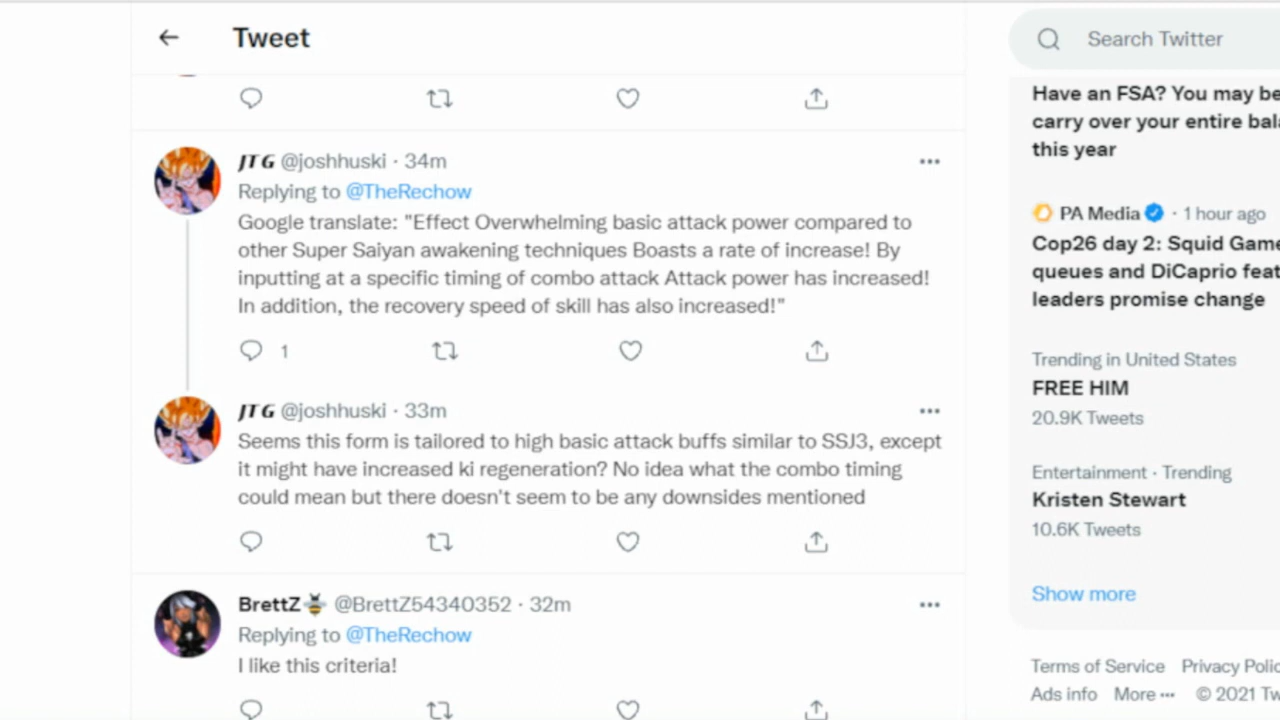 Tweet
JTG @joshhuski · 34m
Replying to @TheRechow
Google translate: "Effect Overwhelming basic attack power compared to
other Super Saiyan awakening techniques Boasts a rate of increase! By
inputting at a specific timing of combo attack Attack power has increased!
In addition, the recovery speed of skill has also increased!"
1
JTG @joshhuski · 33m
Seems this form is tailored to high basic attack buffs similar to SSJ3, except
it might have increased ki regeneration? No idea what the combo timing
could mean but there doesn't seem to be any downsides mentioned
BrettZ🐝 @BrettZ54340352 · 32m
Replying to @TheRechow
I like this criteria!
Search Twitter
Have an FSA? You may be
carry over your entire bal
this year
PA Media · 1 hour ago
Cop26 day 2: Squid Game
queues and DiCaprio feat
leaders promise change
Trending in United States
FREE HIM
20.9K Tweets
Entertainment · Trending
Kristen Stewart
10.6K Tweets
Show more
Terms of Service Privacy Polic
Ads info More ··· © 2021 Tw